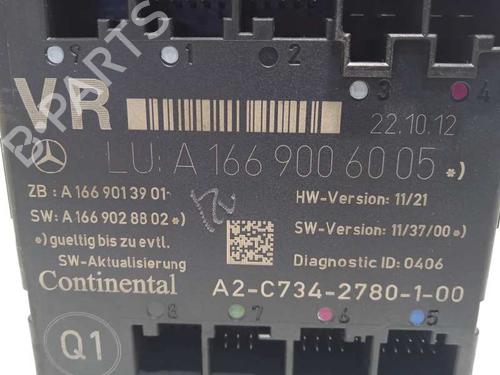 9 1 2
3 4
VR
22.10.12
LU: A 166 900 60 05 *)
ZB : A 166 901 39 01
HW-Version: 11/21
SW: A 166 902 88 02 *)
SW-Version: 11/37/00 *)
*) gueltig bis zu evtl.
SW-Aktualisierung
Diagnostic ID: 0406
Continental
A2-C734-2780-1-00
Q1
8 7 6 5
B-PARTS